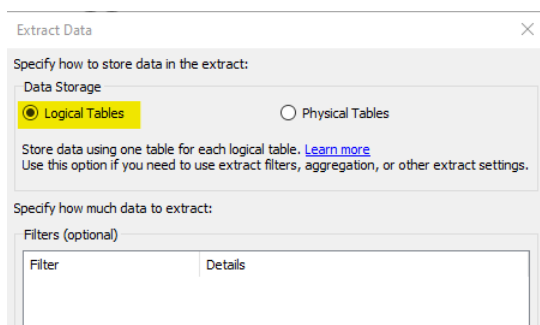 Extract Data
Specify how to store data in the extract:
Data Storage
Logical Tables Physical Tables
Store data using one table for each logical table. Learn more
Use this option if you need to use extract filters, aggregation, or other extract settings.
Specify how much data to extract:
Filters (optional)
Filter Details